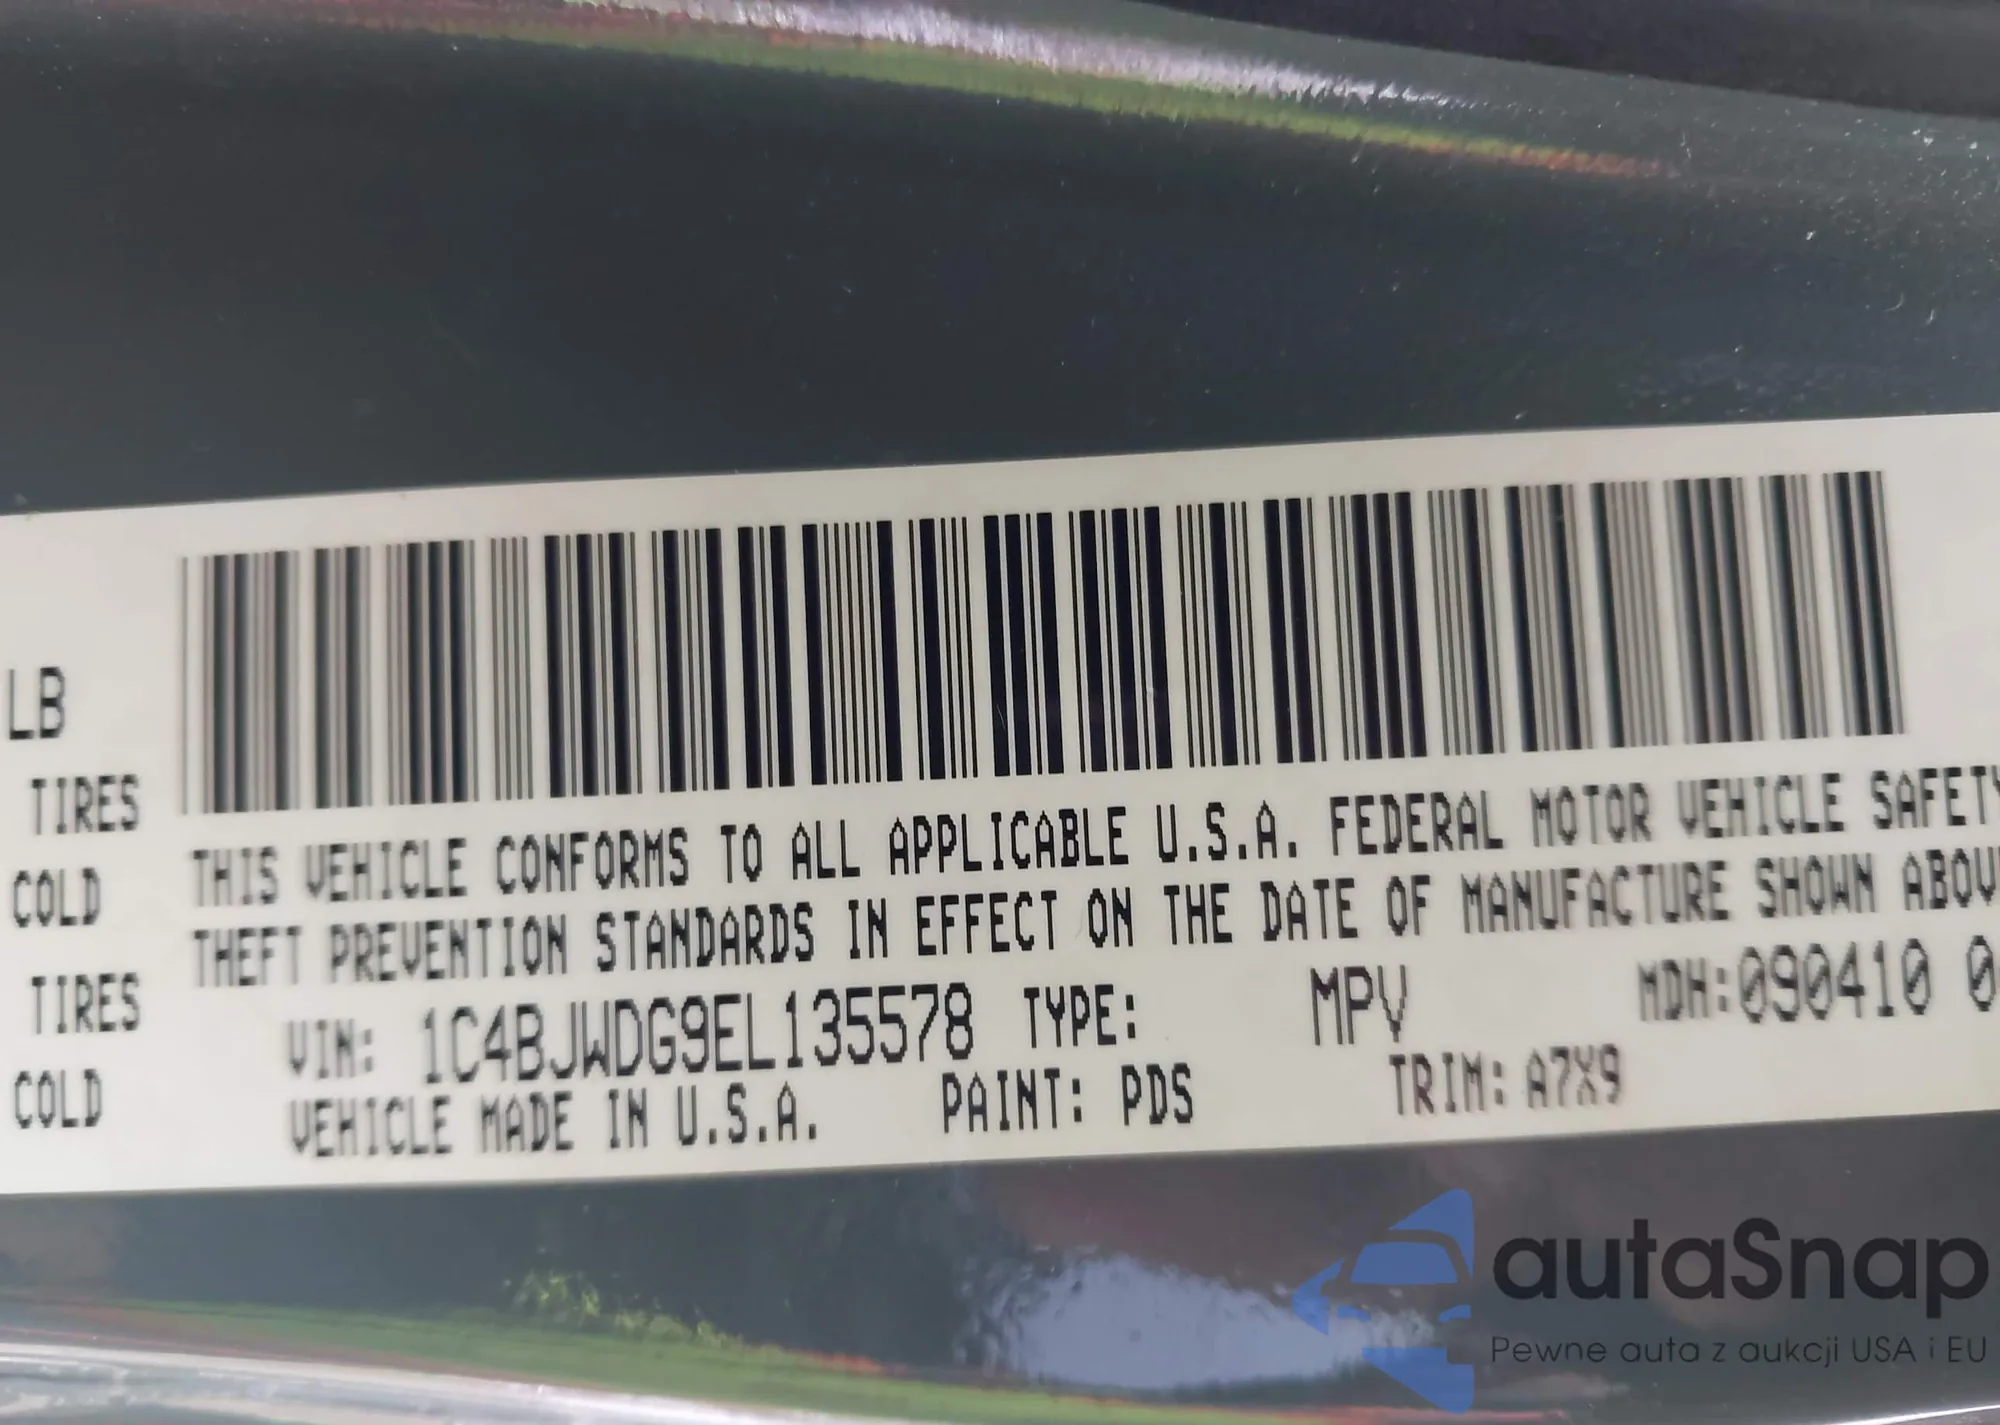 LB
TIRES
COLD
TIRES
COLD
THIS VEHICLE CONFORMS TO ALL APPLICABLE U.S.A. FEDERAL MOTOR VEHICLE SAFETY
THEFT PREVENTION STANDARDS IN EFFECT ON THE DATE OF MANUFACTURE SHOWN ABOV
VIN: 1C4BJWDG9EL135578 TYPE: MPV MDH:090410 0
VEHICLE MADE IN U.S.A. PAINT: PDS TRIM: A7X9
autaSnap
Pewne auta z aukcji USA i EU